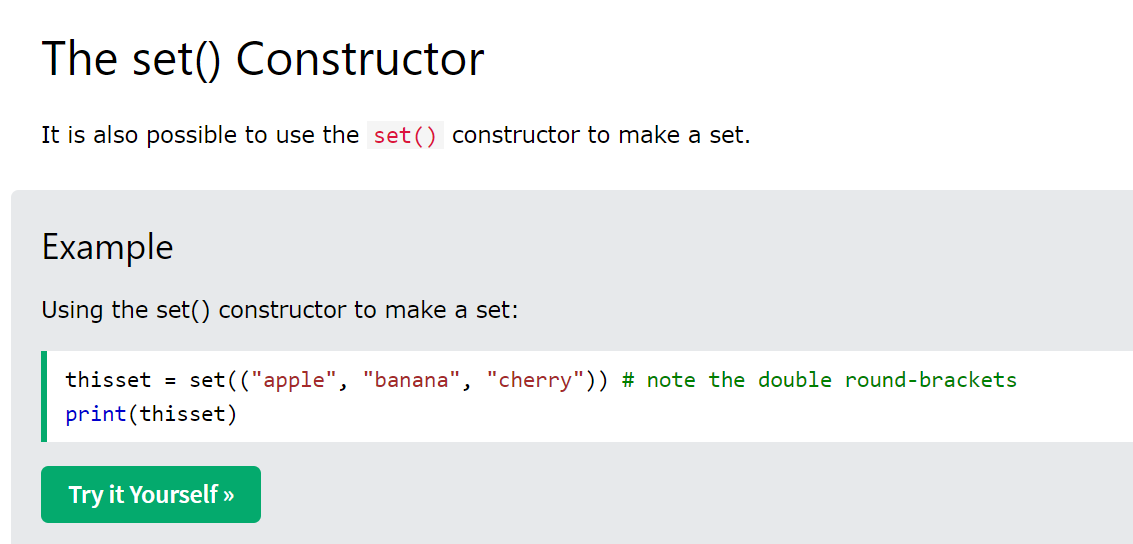 The set() Constructor
It is also possible to use the set() constructor to make a set.
Example
Using the set() constructor to make a set:
thisset = set(("apple", "banana", "cherry")) # note the double round-brackets
print(thisset)
Try it Yourself »